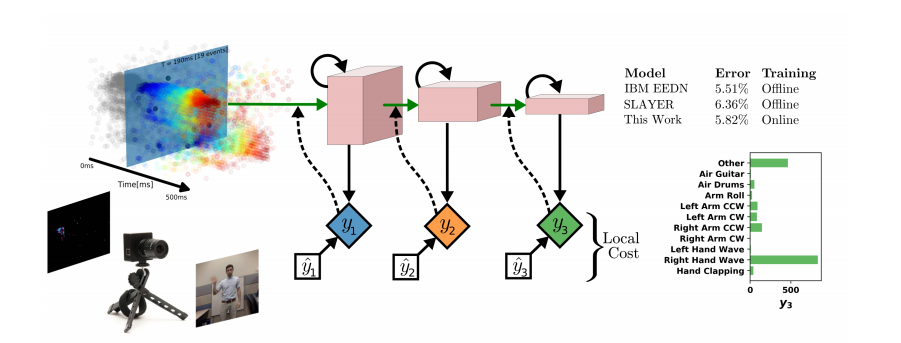 T = 190ms [19 events]
0ms
Time[ms]
500ms
y1
y2
y3
ŷ1
ŷ2
ŷ3
Local
Cost
Model Error Training
IBM EEDN 5.51% Offline
SLAYER 6.36% Offline
This Work 5.82% Online
Other
Air Guitar
Air Drums
Arm Roll
Left Arm CCW
Left Arm CW
Right Arm CCW
Right Arm CW
Left Hand Wave
Right Hand Wave
Hand Clapping
0 500
y3